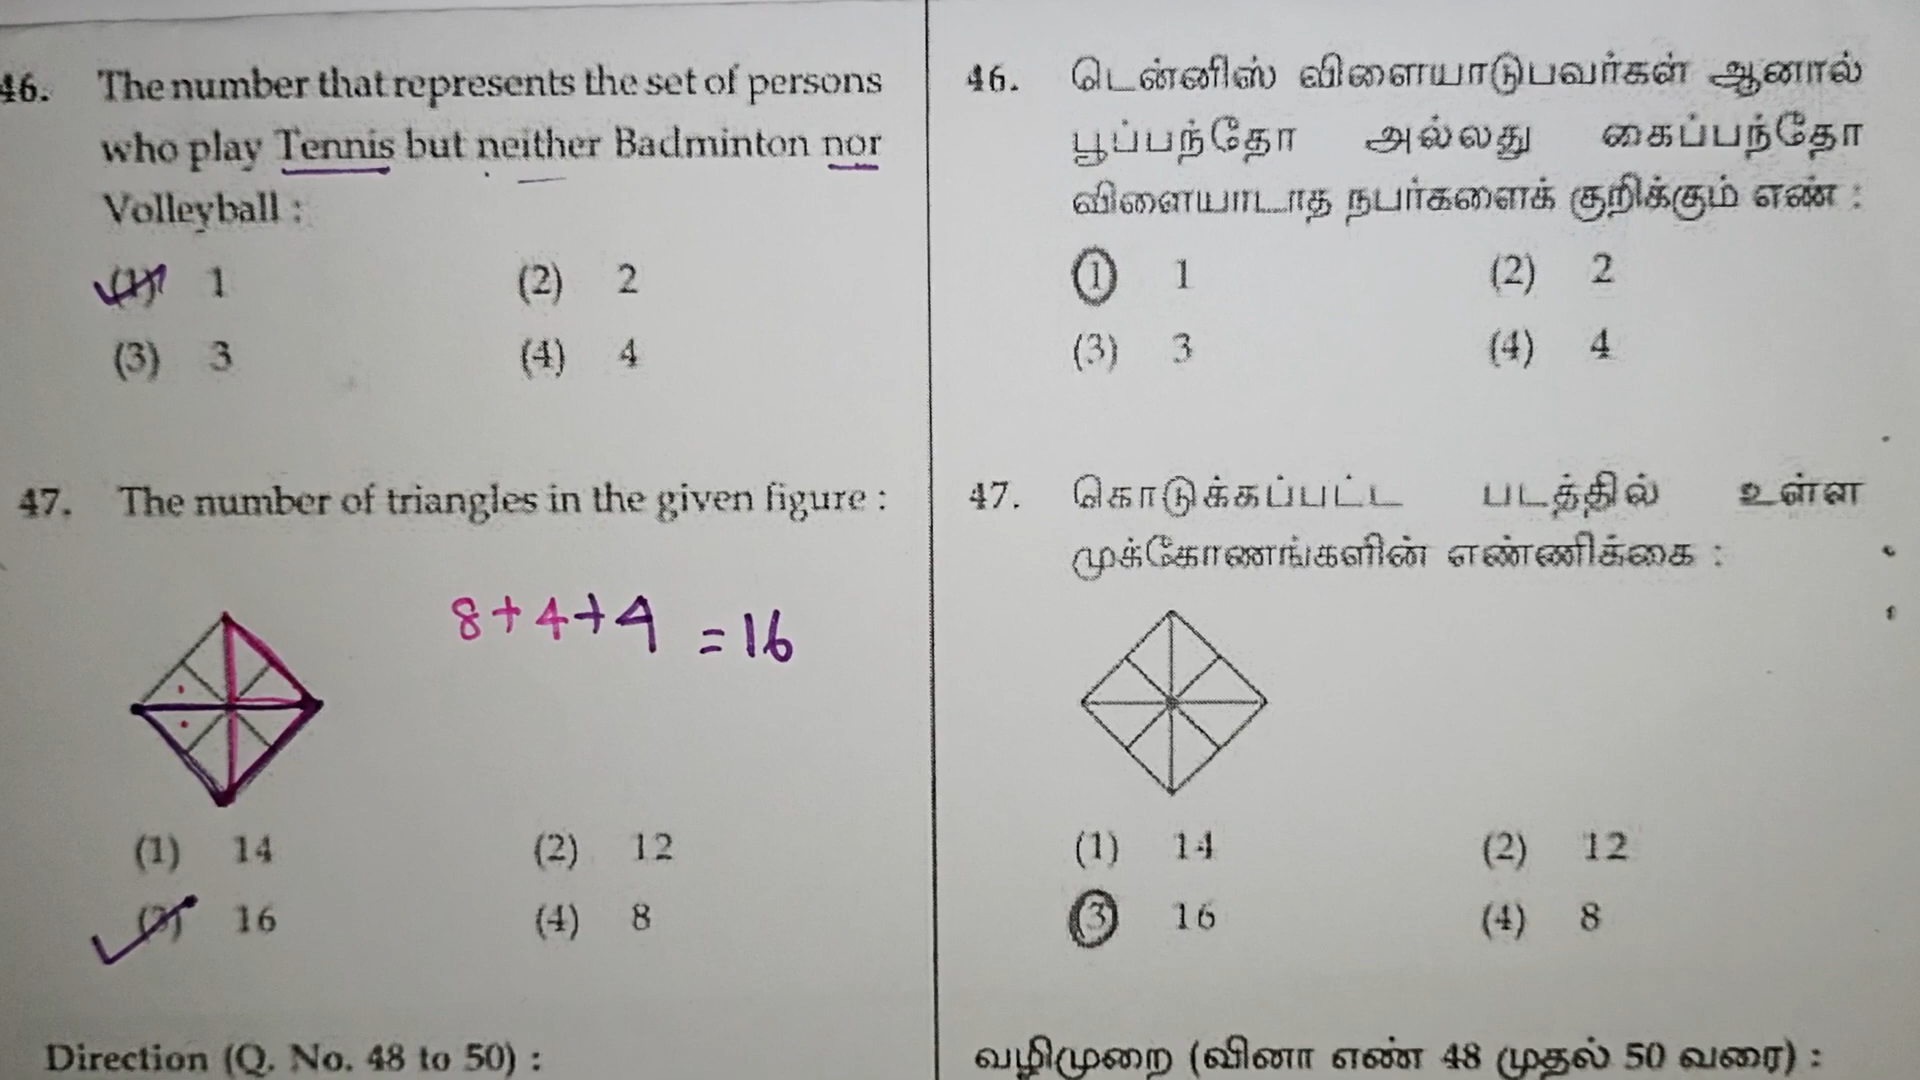 46. The number that represents the set of persons
who play Tennis but neither Badminton nor
Volleyball :
(1) 1 (2) 2
(3) 3 (4) 4
47. The number of triangles in the given figure :
8+4+4 = 16
(1) 14 (2) 12
(3) 16 (4) 8
Direction (Q. No. 48 to 50) :
46. டென்னிஸ் விளையாடுபவர்கள் ஆனால்
பூப்பந்தோ அல்லது கைப்பந்தோ
விளையாடாத நபர்களைக் குறிக்கும் எண் :
(1) 1 (2) 2
(3) 3 (4) 4
47. கொடுக்கப்பட்ட படத்தில் உள்ள
முக்கோணங்களின் எண்ணிக்கை :
(1) 14 (2) 12
(3) 16 (4) 8
வழிமுறை (வினா எண் 48 முதல் 50 வரை) :